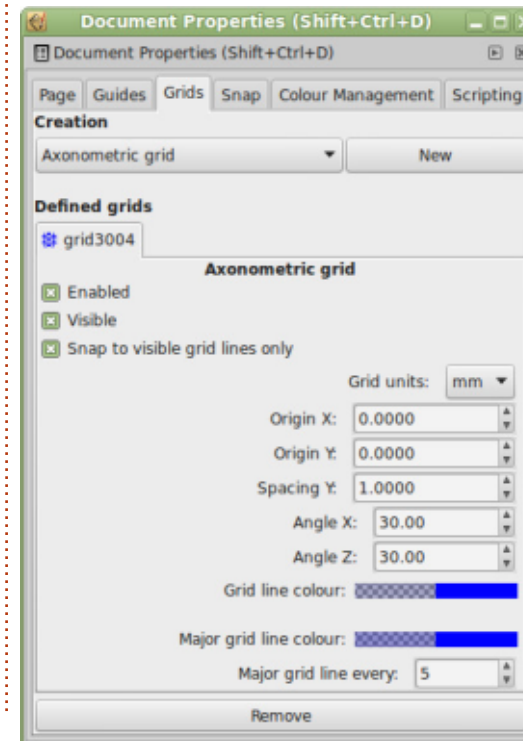 Document Properties (Shift+Ctrl+D)
Document Properties (Shift+Ctrl+D)
Page Guides Grids Snap Colour Management Scripting
Creation
Axonometric grid New
Defined grids
grid3004
Axonometric grid
Enabled
Visible
Snap to visible grid lines only
Grid units: mm
Origin X: 0.0000
Origin Y: 0.0000
Spacing Y: 1.0000
Angle X: 30.00
Angle Z: 30.00
Grid line colour:
Major grid line colour:
Major grid line every: 5
Remove